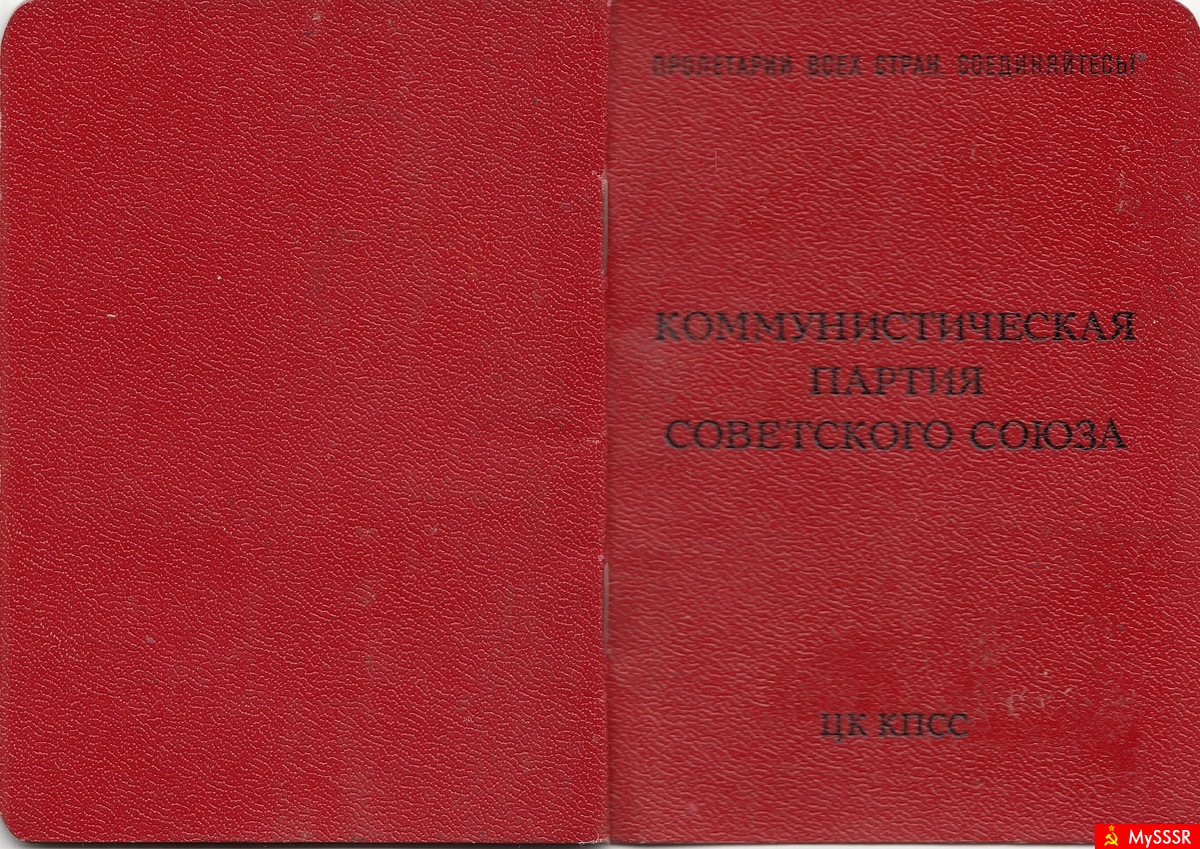 ПРОЛЕТАРИИ ВСЕХ СТРАН, СОЕДИНЯЙТЕСЬ!
КОММУНИСТИЧЕСКАЯ
ПАРТИЯ
СОВЕТСКОГО СОЮЗА
ЦК КПСС
MySSSR